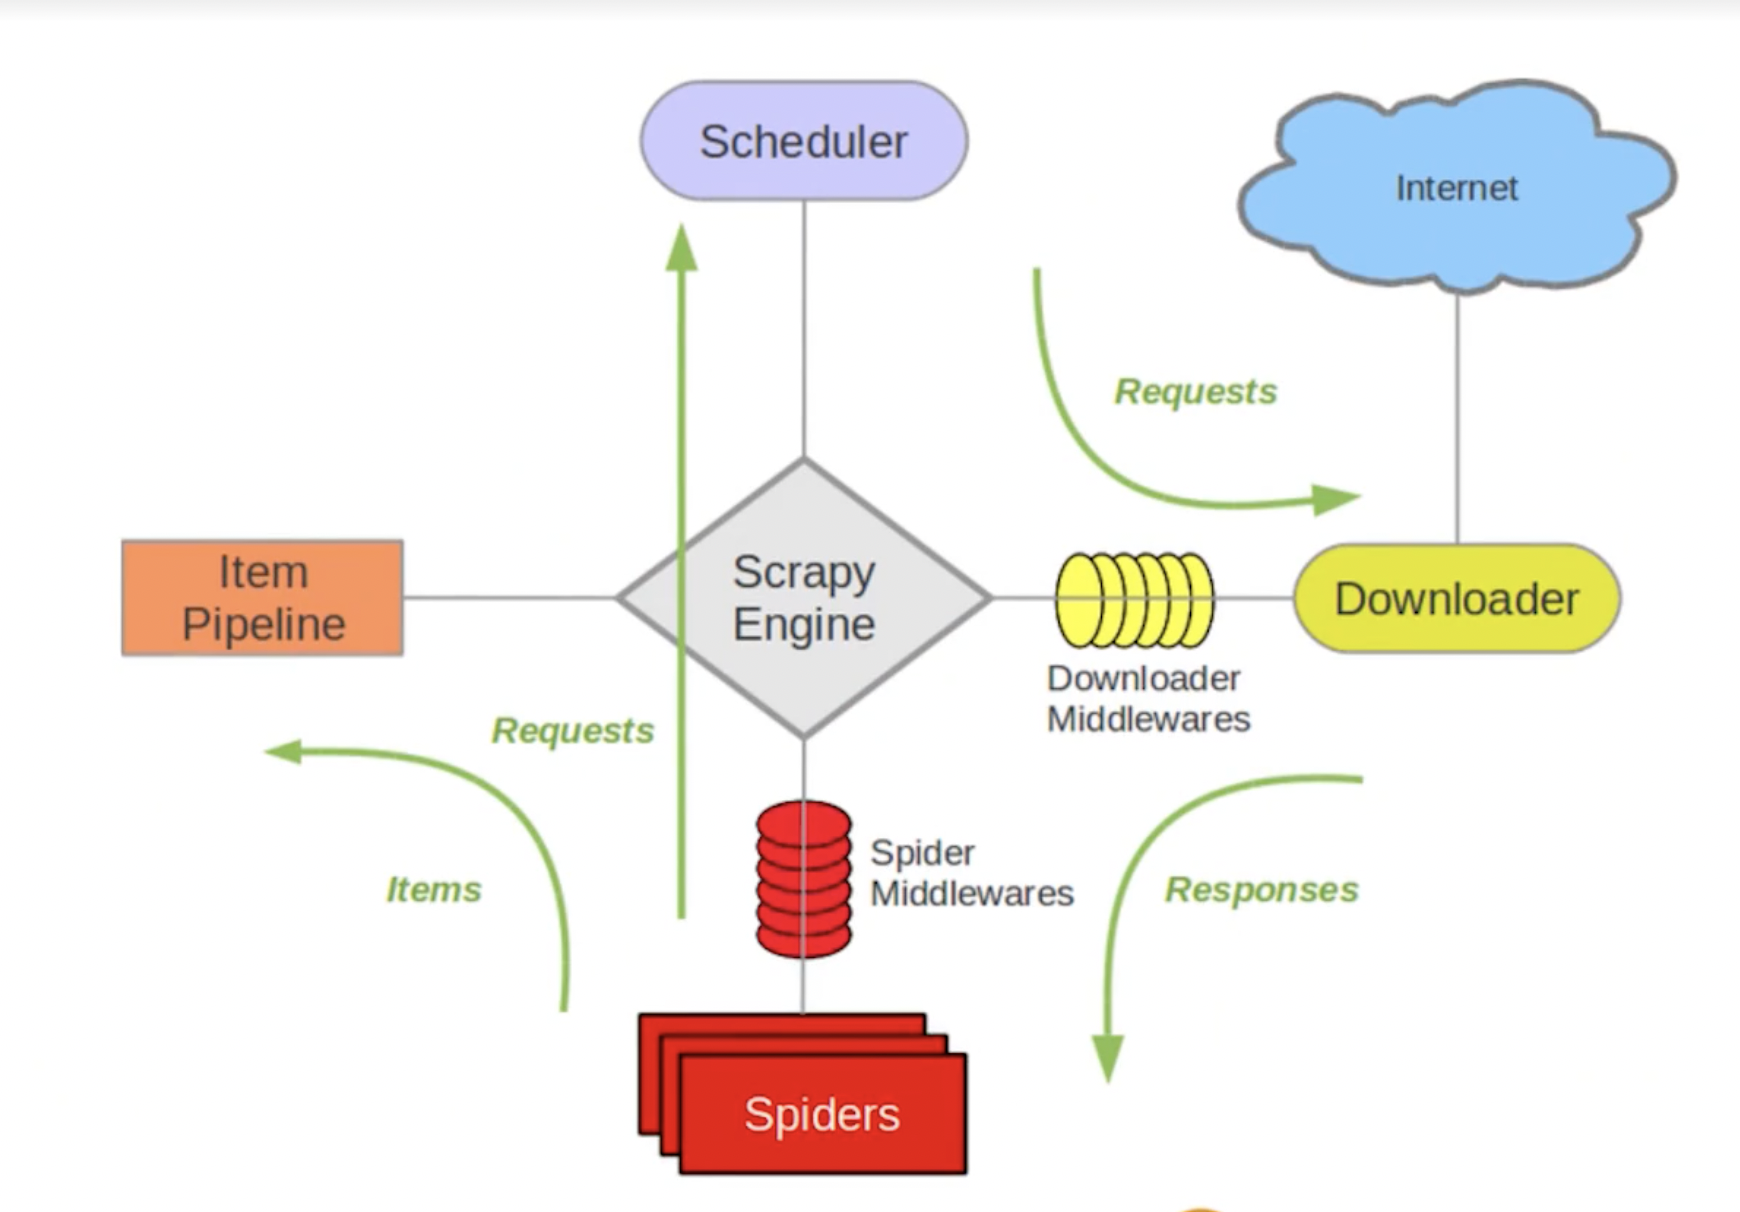 Scheduler
Internet
Requests
Item
Pipeline
Scrapy
Engine
Downloader
Downloader
Middlewares
Requests
Items
Spider
Middlewares
Responses
Spiders